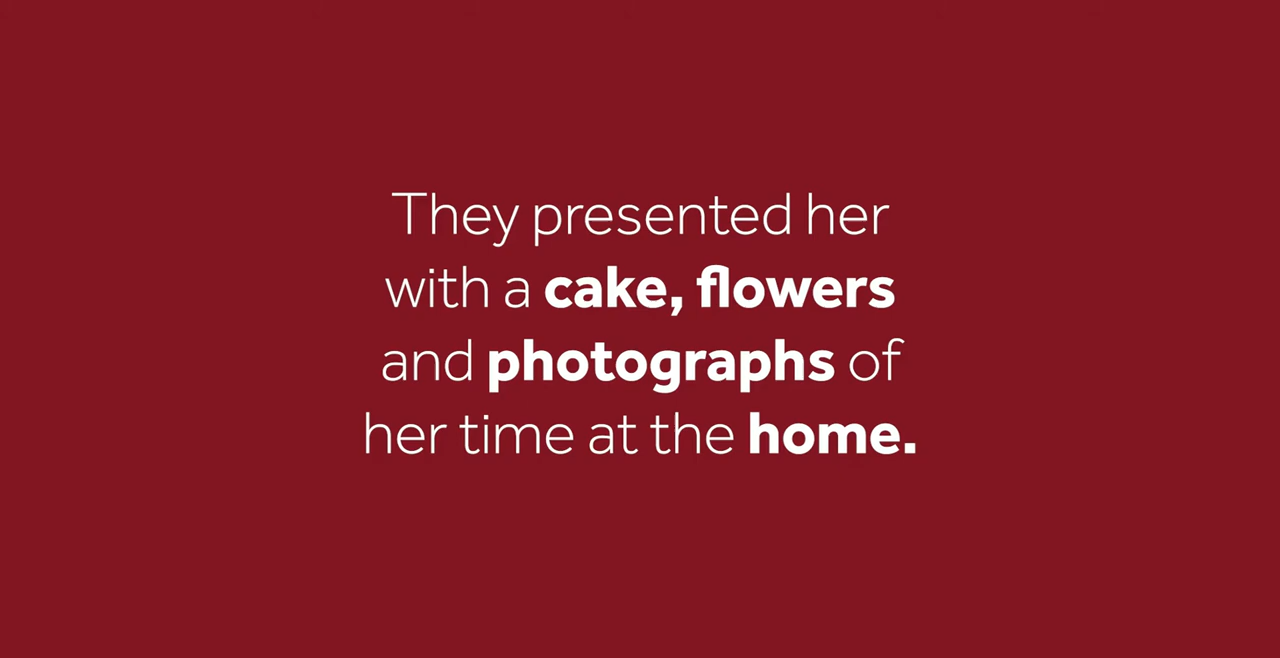 They presented her
with a cake, flowers
and photographs of
her time at the home.